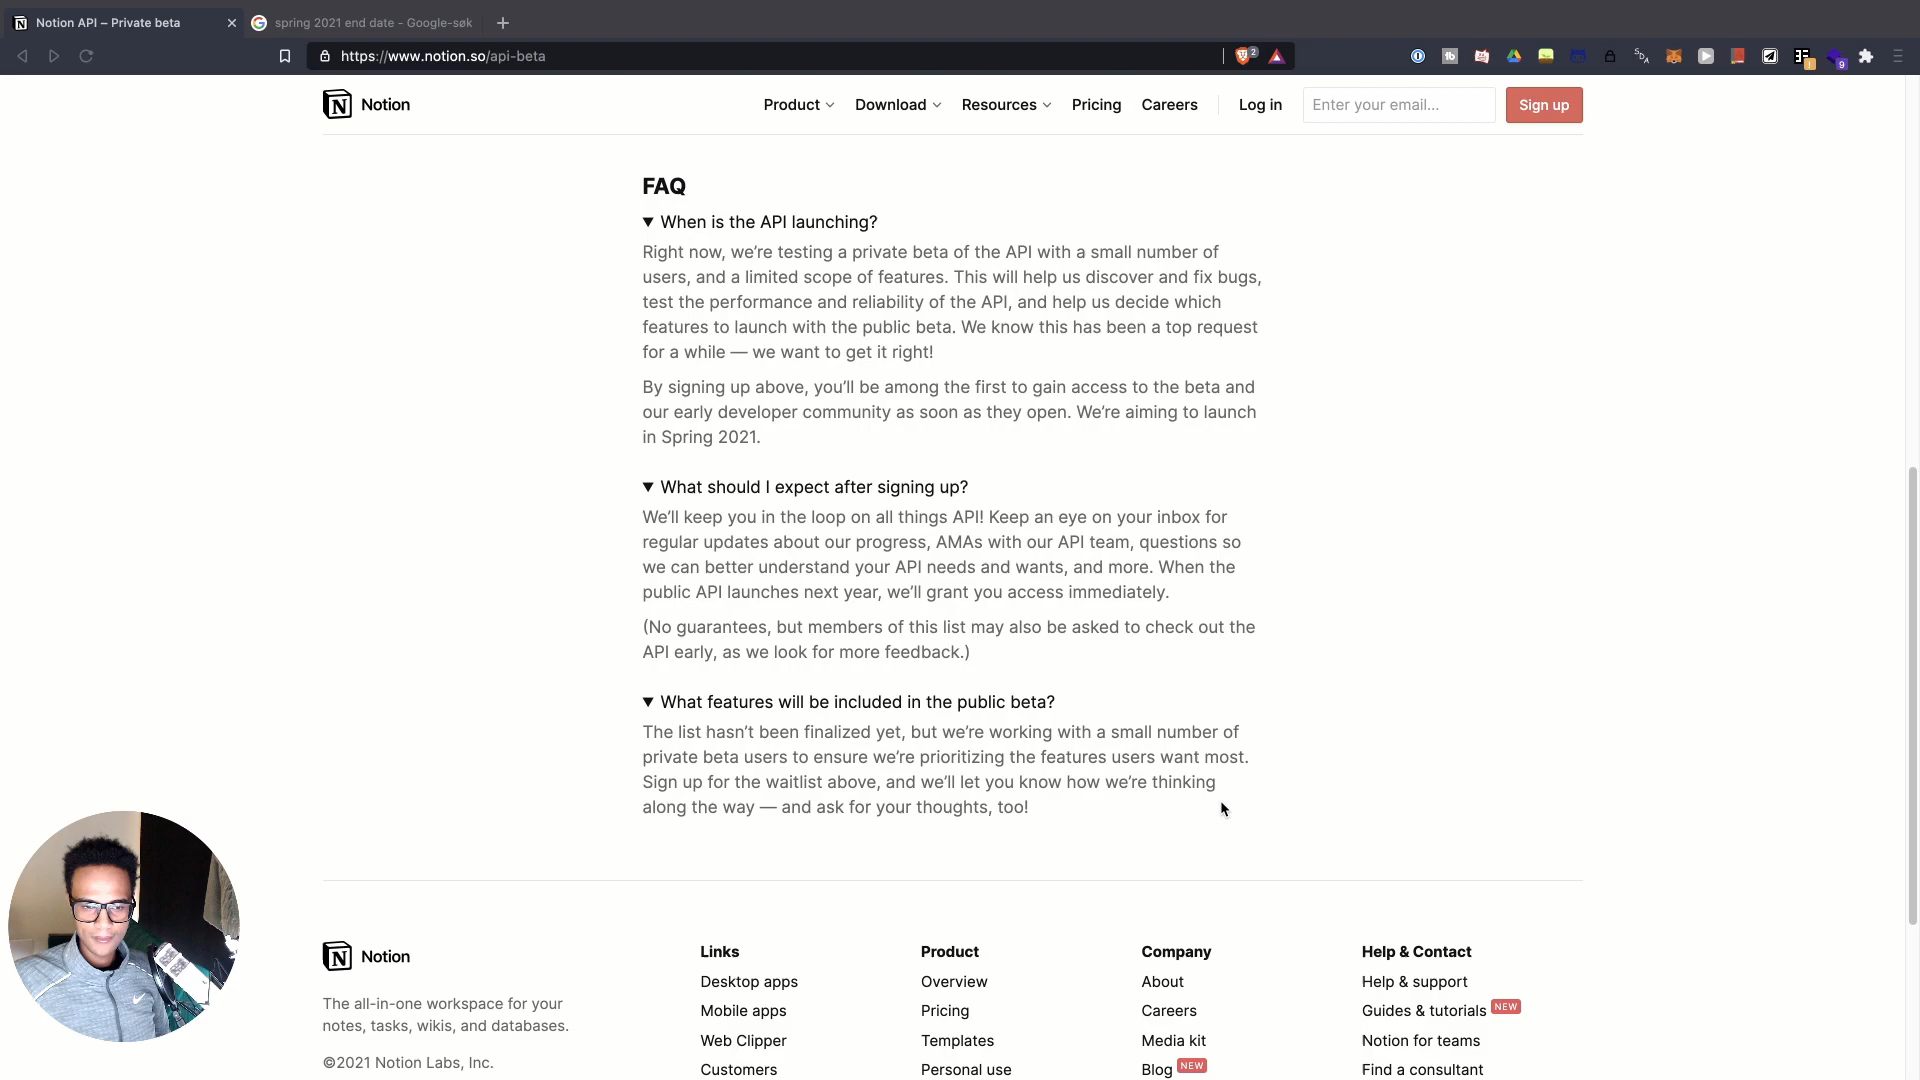 Notion API – Private beta
spring 2021 end date - Google-søk
https://www.notion.so/api-beta
2
9
Notion
Product
Download
Resources
Pricing
Careers
Log in
Enter your email...
Sign up
FAQ
When is the API launching?
Right now, we’re testing a private beta of the API with a small number of
users, and a limited scope of features. This will help us discover and fix bugs,
test the performance and reliability of the API, and help us decide which
features to launch with the public beta. We know this has been a top request
for a while — we want to get it right!
By signing up above, you’ll be among the first to gain access to the beta and
our early developer community as soon as they open. We’re aiming to launch
in Spring 2021.
What should I expect after signing up?
We’ll keep you in the loop on all things API! Keep an eye on your inbox for
regular updates about our progress, AMAs with our API team, questions so
we can better understand your API needs and wants, and more. When the
public API launches next year, we’ll grant you access immediately.
(No guarantees, but members of this list may also be asked to check out the
API early, as we look for more feedback.)
What features will be included in the public beta?
The list hasn’t been finalized yet, but we’re working with a small number of
private beta users to ensure we’re prioritizing the features users want most.
Sign up for the waitlist above, and we’ll let you know how we’re thinking
along the way — and ask for your thoughts, too!
Notion
The all-in-one workspace for your
notes, tasks, wikis, and databases.
©2021 Notion Labs, Inc.
Links
Desktop apps
Mobile apps
Web Clipper
Customers
Product
Overview
Pricing
Templates
Personal use
Company
About
Careers
Media kit
Blog NEW
Help & Contact
Help & support
Guides & tutorials NEW
Notion for teams
Find a consultant